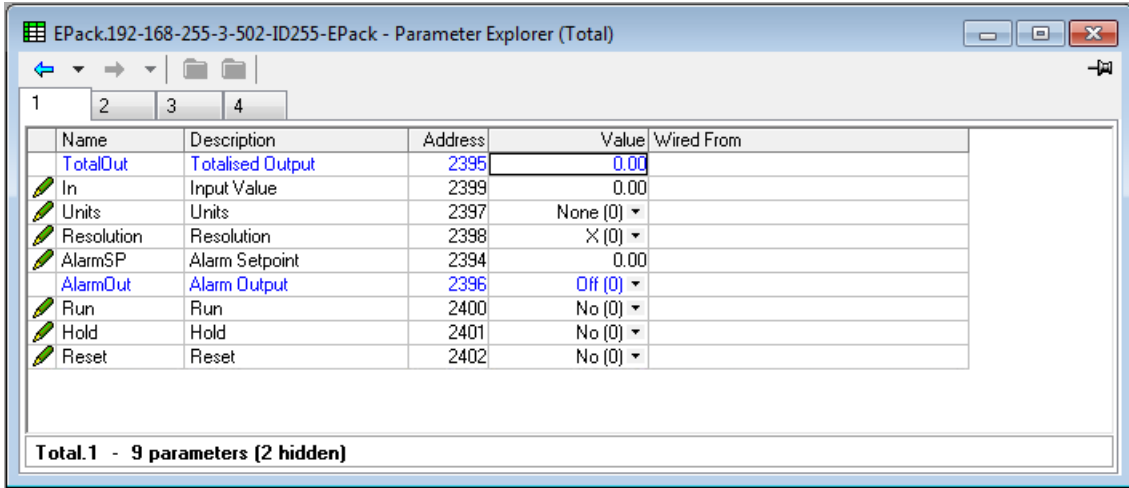 EPack.192-168-255-3-502-ID255-EPack - Parameter Explorer (Total)
1 2 3 4
Name Description Address Value Wired From
TotalOut Totalised Output 2395 0.00
In Input Value 2399 0.00
Units Units 2397 None (0)
Resolution Resolution 2398 X (0)
AlarmSP Alarm Setpoint 2394 0.00
AlarmOut Alarm Output 2396 Off (0)
Run Run 2400 No (0)
Hold Hold 2401 No (0)
Reset Reset 2402 No (0)
Total.1 - 9 parameters (2 hidden)